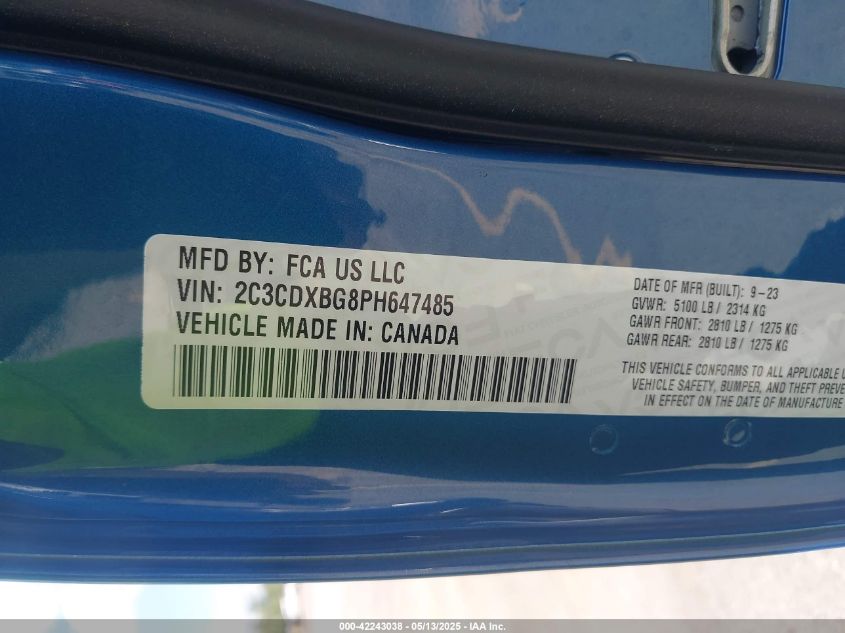 MFD BY: FCA US LLC
VIN: 2C3CDXBG8PH647485
VEHICLE MADE IN: CANADA
DATE OF MFR (BUILT): 9-23
GVWR: 5100 LB / 2314 KG
GAWR FRONT: 2810 LB / 1275 KG
GAWR REAR: 2810 LB / 1275 KG
THIS VEHICLE CONFORMS TO ALL APPLICABLE
VEHICLE SAFETY, BUMPER, AND THEFT PREVE
IN EFFECT ON THE DATE OF MANUFACTURE
000-42243038 - 05/13/2025 - IAA Inc.